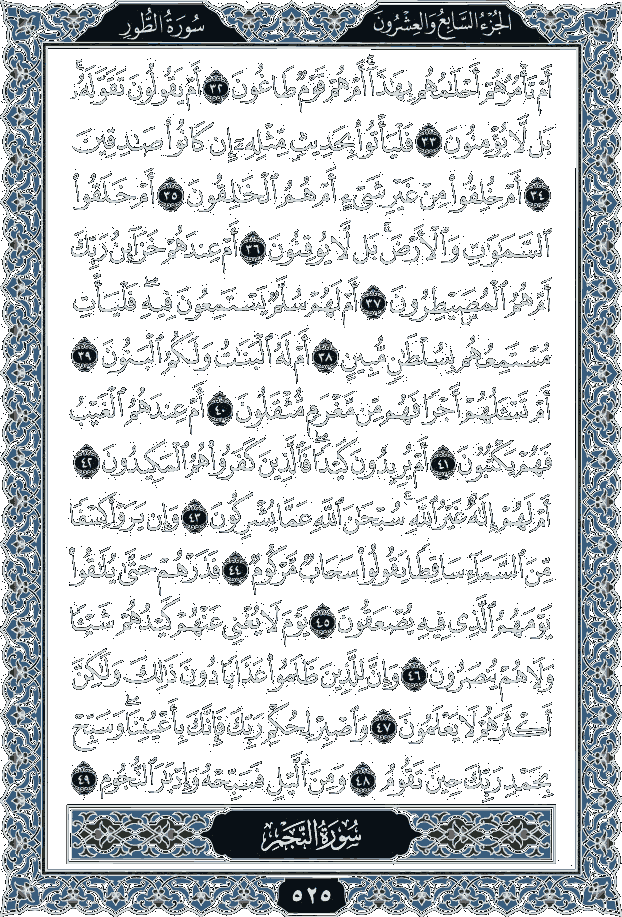 الجزء السابع والعشرون
سورة الطور
أَمْ تَأْمُرُهُمْ أَحْلَٰمُهُم بِهَٰذَآ ۚ أَمْ هُمْ قَوْمٌ طَاغُونَ ٣٢ أَمْ يَقُولُونَ تَقَوَّلَهُۥ ۚ
بَل لَّا يُؤْمِنُونَ ٣٣ فَلْيَأْتُوا۟ بِحَدِيثٍ مِّثْلِهِۦٓ إِن كَانُوا۟ صَٰدِقِينَ
٣٤ أَمْ خُلِقُوا۟ مِنْ غَيْرِ شَىْءٍ أَمْ هُمُ ٱلْخَٰلِقُونَ ٣٥ أَمْ خَلَقُوا۟
ٱلسَّمَٰوَٰتِ وَٱلْأَرْضَ ۚ بَل لَّا يُوقِنُونَ ٣٦ أَمْ عِندَهُمْ خَزَآئِنُ رَبِّكَ
أَمْ هُمُ ٱلْمُصَۜيْطِرُونَ ٣٧ أَمْ لَهُمْ سُلَّمٌ يَسْتَمِعُونَ فِيهِ ۖ فَلْيَأْتِ
مُسْتَمِعُهُم بِسُلْطَٰنٍ مُّبِينٍ ٣٨ أَمْ لَهُ ٱلْبَنَٰتُ وَلَكُمُ ٱلْبَنُونَ ٣٩
أَمْ تَسْـَٔلُهُمْ أَجْرًا فَهُم مِّن مَّغْرَمٍ مُّثْقَلُونَ ٤٠ أَمْ عِندَهُمُ ٱلْغَيْبُ
فَهُمْ يَكْتُبُونَ ٤١ أَمْ يُرِيدُونَ كَيْدًا ۖ فَٱلَّذِينَ كَفَرُوا۟ هُمُ ٱلْمَكِيدُونَ ٤٢
أَمْ لَهُمْ إِلَٰهٌ غَيْرُ ٱللَّهِ ۚ سُبْحَٰنَ ٱللَّهِ عَمَّا يُشْرِكُونَ ٤٣ وَإِن يَرَوْا۟ كِسْفًا
مِّنَ ٱلسَّمَآءِ سَاقِطًا يَقُولُوا۟ سَحَابٌ مَّرْكُومٌ ٤٤ فَذَرْهُمْ حَتَّىٰ يُلَٰقُوا۟
يَوْمَهُمُ ٱلَّذِى فِيهِ يُصْعَقُونَ ٤٥ يَوْمَ لَا يُغْنِى عَنْهُمْ كَيْدُهُمْ شَيْـًٔا
وَلَا هُمْ يُنصَرُونَ ٤٦ وَإِنَّ لِلَّذِينَ ظَلَمُوا۟ عَذَابًا دُونَ ذَٰلِكَ وَلَٰكِنَّ
أَكْثَرَهُمْ لَا يَعْلَمُونَ ٤٧ وَٱصْبِرْ لِحُكْمِ رَبِّكَ فَإِنَّكَ بِأَعْيُنِنَا ۖ وَسَبِّحْ
بِحَمْدِ رَبِّكَ حِينَ تَقُومُ ٤٨ وَمِنَ ٱلَّيْلِ فَسَبِّحْهُ وَإِدْبَٰرَ ٱلنُّجُومِ ٤٩
سورة النجم
٥٢٥